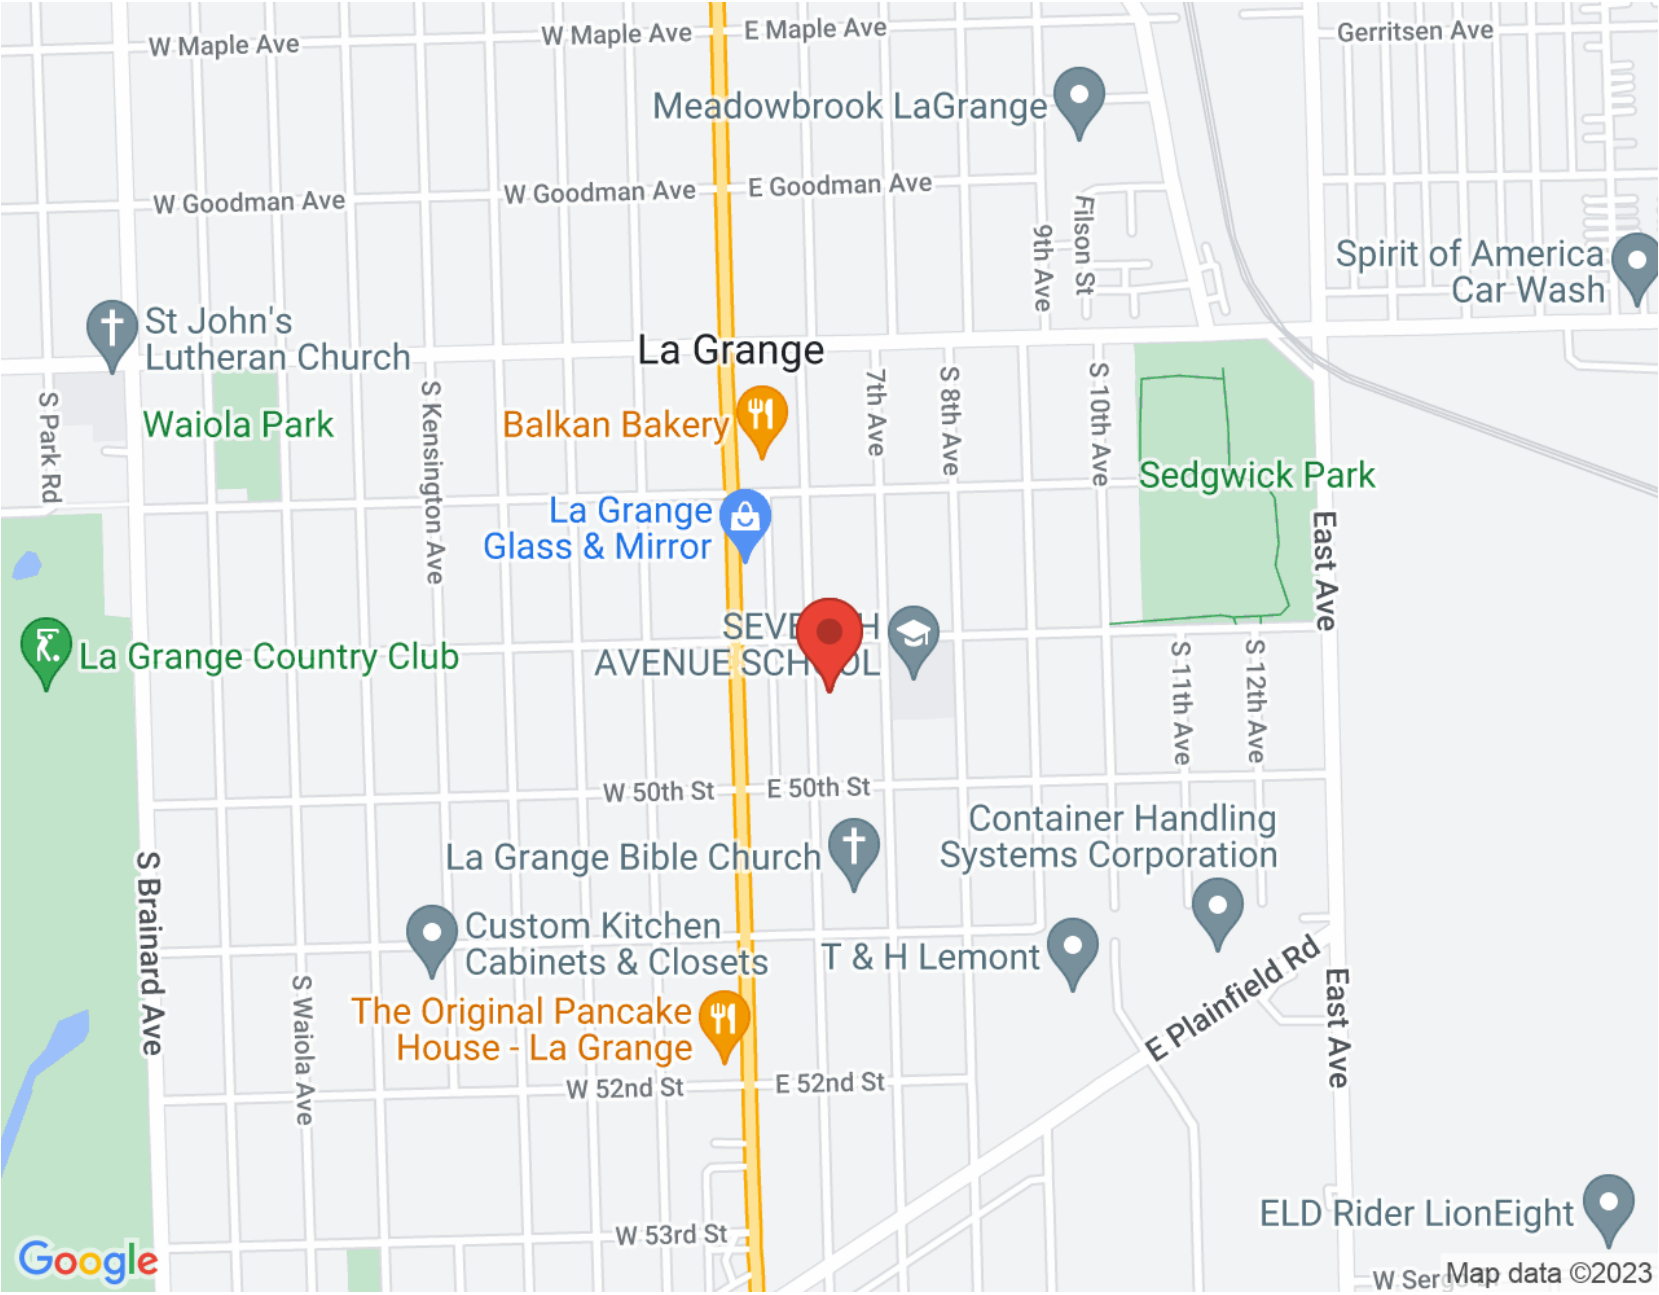 W Maple Ave
W Maple Ave
E Maple Ave
Gerritsen Ave
Meadowbrook LaGrange
W Goodman Ave
W Goodman Ave
E Goodman Ave
Filson St
9th Ave
Spirit of America
Car Wash
St John's
Lutheran Church
La Grange
S Park Rd
Waiola Park
S Kensington Ave
Balkan Bakery
7th Ave
S 8th Ave
S 10th Ave
Sedgwick Park
La Grange
Glass & Mirror
East Ave
La Grange Country Club
AVENUE
S 11th Ave
S 12th Ave
W 50th St
E 50th St
Container Handling
Systems Corporation
La Grange Bible Church
S Brainard Ave
Custom Kitchen
Cabinets & Closets
T & H Lemont
E Plainfield Rd
East Ave
S Waiola Ave
The Original Pancake
House - La Grange
W 52nd St
E 52nd St
ELD Rider LionEight
W 53rd St
Google
W Ser
Map data ©2023